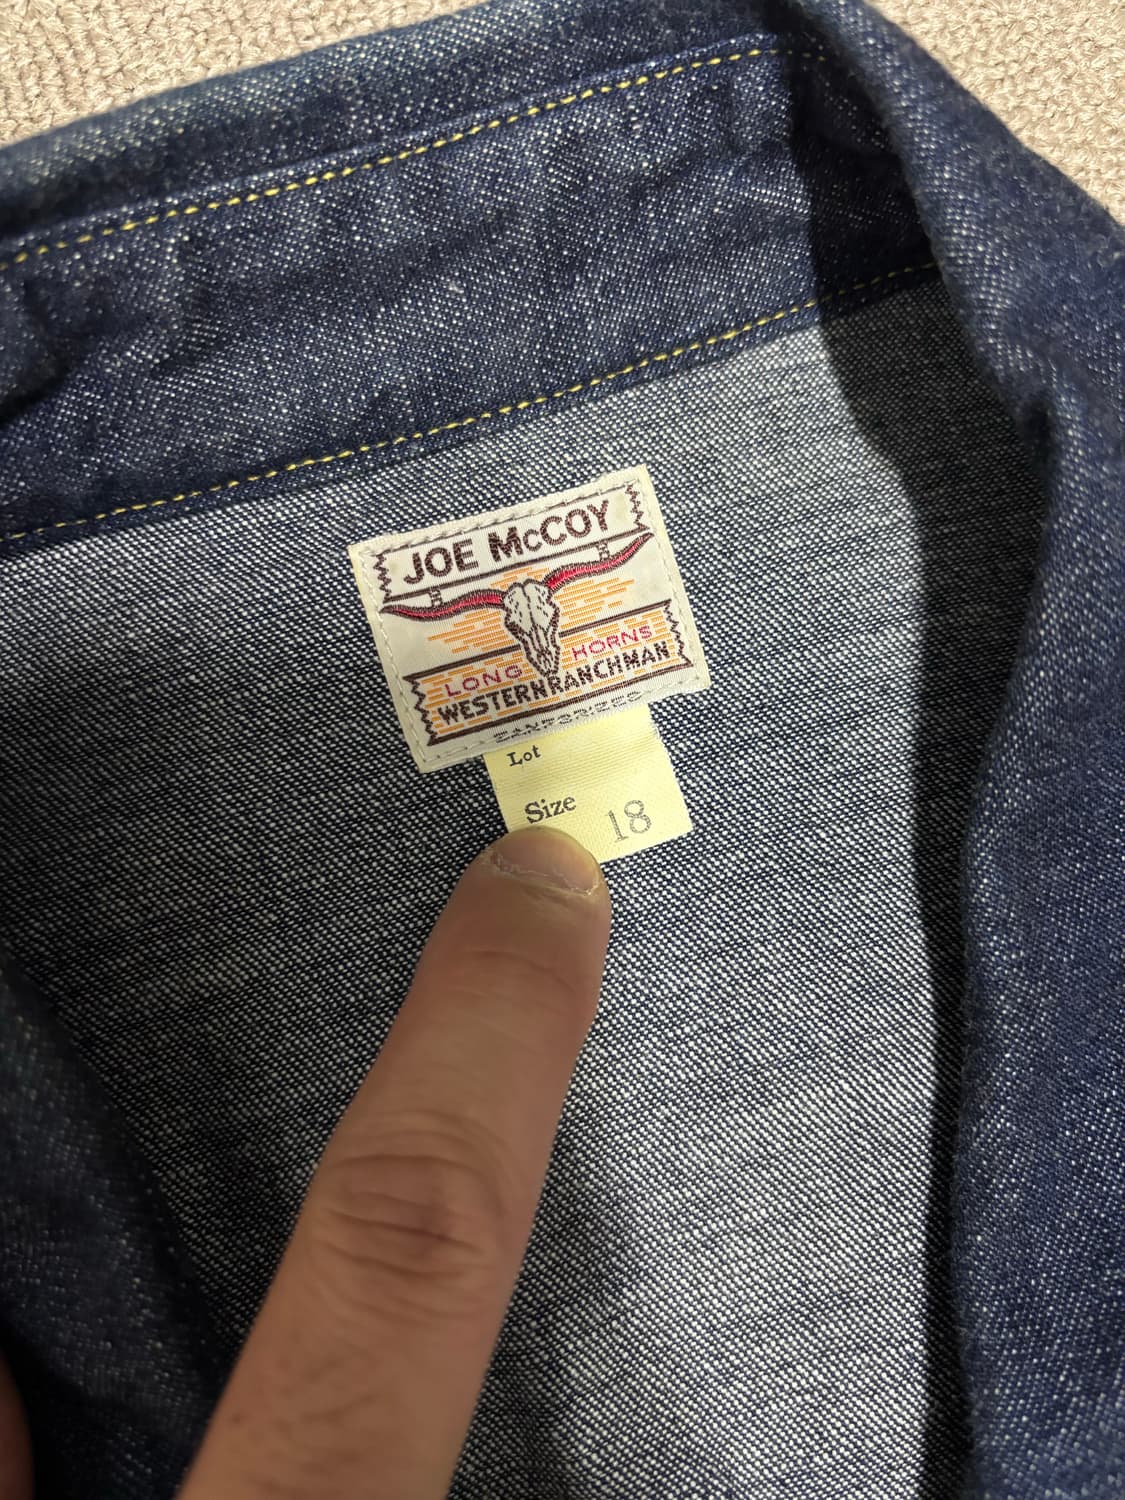 JOE McCOY
LONG HORNS
WESTERN RANCHMAN
SANFORIZED
Lot
Size 18